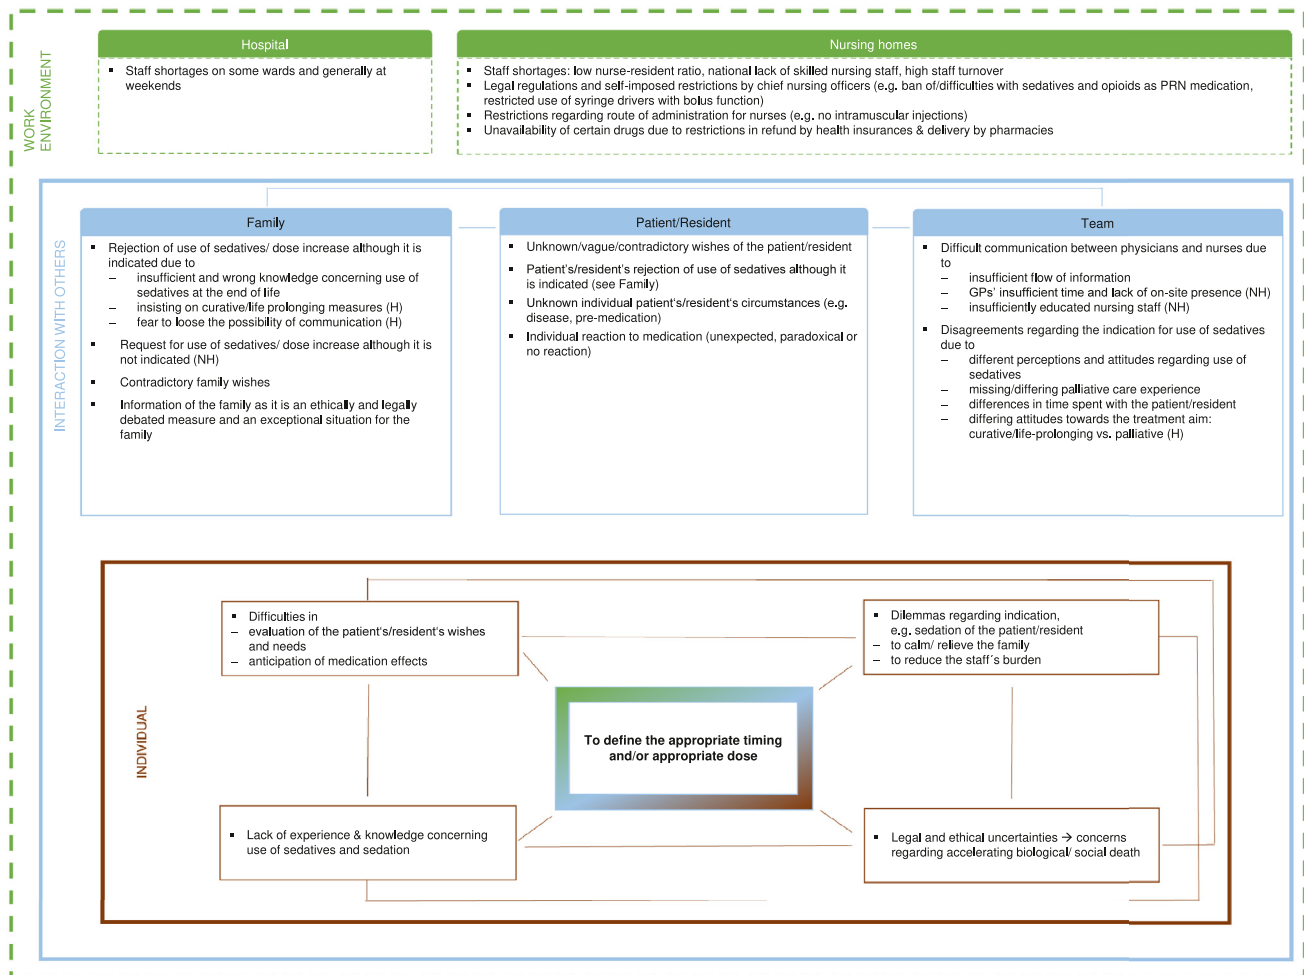 WORK
ENVIRONMENT
Hospital
▪ Staff shortages on some wards and generally at
weekends
Nursing homes
▪ Staff shortages: low nurse-resident ratio, national lack of skilled nursing staff, high staff turnover
▪ Legal regulations and self-imposed restrictions by chief nursing officers (e.g. ban of/difficulties with sedatives and opioids as PRN medication,
restricted use of syringe drivers with bolus function)
▪ Restrictions regarding route of administration for nurses (e.g. no intramuscular injections)
▪ Unavailability of certain drugs due to restrictions in refund by health insurances & delivery by pharmacies
INTERACTION WITH OTHERS
Family
▪ Rejection of use of sedatives/ dose increase although it is
indicated due to
– insufficient and wrong knowledge concerning use of
sedatives at the end of life
– insisting on curative/life prolonging measures (H)
– fear to loose the possibility of communication (H)
▪ Request for use of sedatives/ dose increase although it is
not indicated (NH)
▪ Contradictory family wishes
▪ Information of the family as it is an ethically and legally
debated measure and an exceptional situation for the
family
Patient/Resident
▪ Unknown/vague/contradictory wishes of the patient/resident
▪ Patient's/resident's rejection of use of sedatives although it
is indicated (see Family)
▪ Unknown individual patient's/resident's circumstances (e.g.
disease, pre-medication)
▪ Individual reaction to medication (unexpected, paradoxical or
no reaction)
Team
▪ Difficult communication between physicians and nurses due
to
– insufficient flow of information
– GPs' insufficient time and lack of on-site presence (NH)
– insufficiently educated nursing staff (NH)
▪ Disagreements regarding the indication for use of sedatives
due to
– different perceptions and attitudes regarding use of
sedatives
– missing/differing palliative care experience
– differences in time spent with the patient/resident
– differing attitudes towards the treatment aim:
curative/life-prolonging vs. palliative (H)
INDIVIDUAL
▪ Difficulties in
– evaluation of the patient's/resident's wishes
and needs
– anticipation of medication effects
▪ Dilemmas regarding indication,
e.g. sedation of the patient/resident
– to calm/ relieve the family
– to reduce the staff´s burden
To define the appropriate timing
and/or appropriate dose
▪ Lack of experience & knowledge concerning
use of sedatives and sedation
▪ Legal and ethical uncertainties → concerns
regarding accelerating biological/ social death